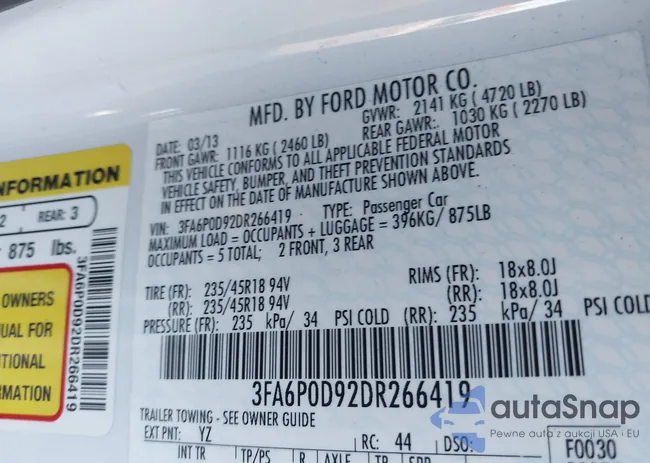 MFD. BY FORD MOTOR CO.
DATE: 03/13 GVWR: 2141 KG ( 4720 LB)
FRONT GAWR: 1116 KG ( 2460 LB) REAR GAWR: 1030 KG ( 2270 LB)
THIS VEHICLE CONFORMS TO ALL APPLICABLE FEDERAL MOTOR
VEHICLE SAFETY, BUMPER, AND THEFT PREVENTION STANDARDS
IN EFFECT ON THE DATE OF MANUFACTURE SHOWN ABOVE.
VIN: 3FA6P0D92DR266419 TYPE: Passenger Car
MAXIMUM LOAD = OCCUPANTS + LUGGAGE = 396KG/ 875LB
OCCUPANTS = 5 TOTAL; 2 FRONT, 3 REAR
TIRE (FR): 235/45R18 94V RIMS (FR): 18x8.0J
(RR): 235/45R18 94V (RR): 18x8.0J
PRESSURE (FR): 235 kPa/ 34 PSI COLD (RR): 235 kPa/ 34 PSI COLD
3FA6P0D92DR266419
TRAILER TOWING - SEE OWNER GUIDE
EXT PNT: YZ RC: 44 DSO: F0030
INT TR TP/PS R AXLE TR SPR
NFORMATION
2 REAR: 3
875 lbs.
OWNERS
UAL FOR
ITIONAL
RMATION
3FA6P0D92DR266419
autaSnap
Pewne auta z aukcji USA i EU